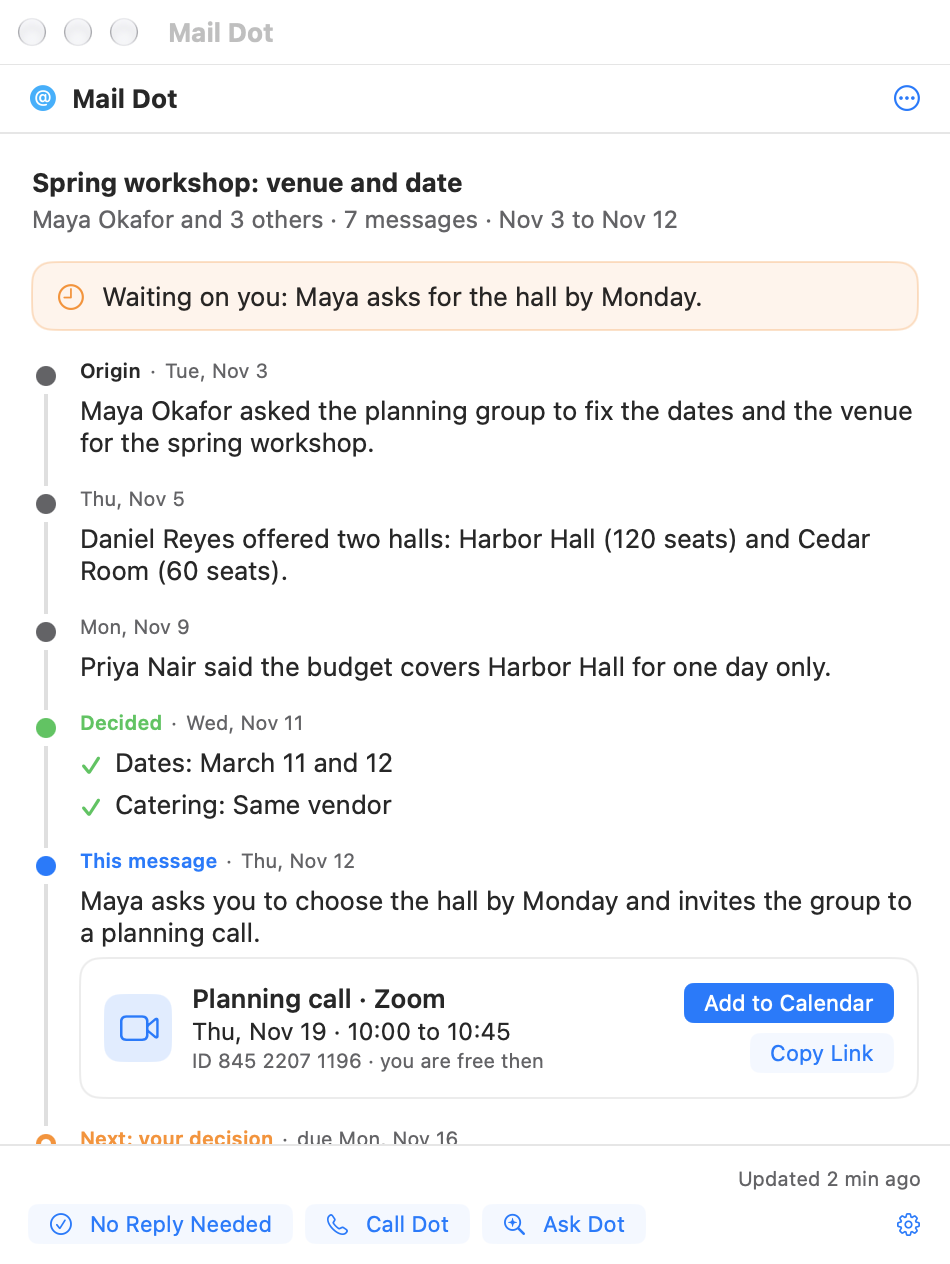 Mail Dot
@ Mail Dot
Spring workshop: venue and date
Maya Okafor and 3 others · 7 messages · Nov 3 to Nov 12
Waiting on you: Maya asks for the hall by Monday.
Origin · Tue, Nov 3
Maya Okafor asked the planning group to fix the dates and the venue
for the spring workshop.
Thu, Nov 5
Daniel Reyes offered two halls: Harbor Hall (120 seats) and Cedar
Room (60 seats).
Mon, Nov 9
Priya Nair said the budget covers Harbor Hall for one day only.
Decided · Wed, Nov 11
Dates: March 11 and 12
Catering: Same vendor
This message · Thu, Nov 12
Maya asks you to choose the hall by Monday and invites the group to
a planning call.
Planning call · Zoom
Thu, Nov 19 · 10:00 to 10:45
ID 845 2207 1196 · you are free then
Add to Calendar
Copy Link
Next: your decision · due Mon, Nov 16
Updated 2 min ago
No Reply Needed
Call Dot
Ask Dot